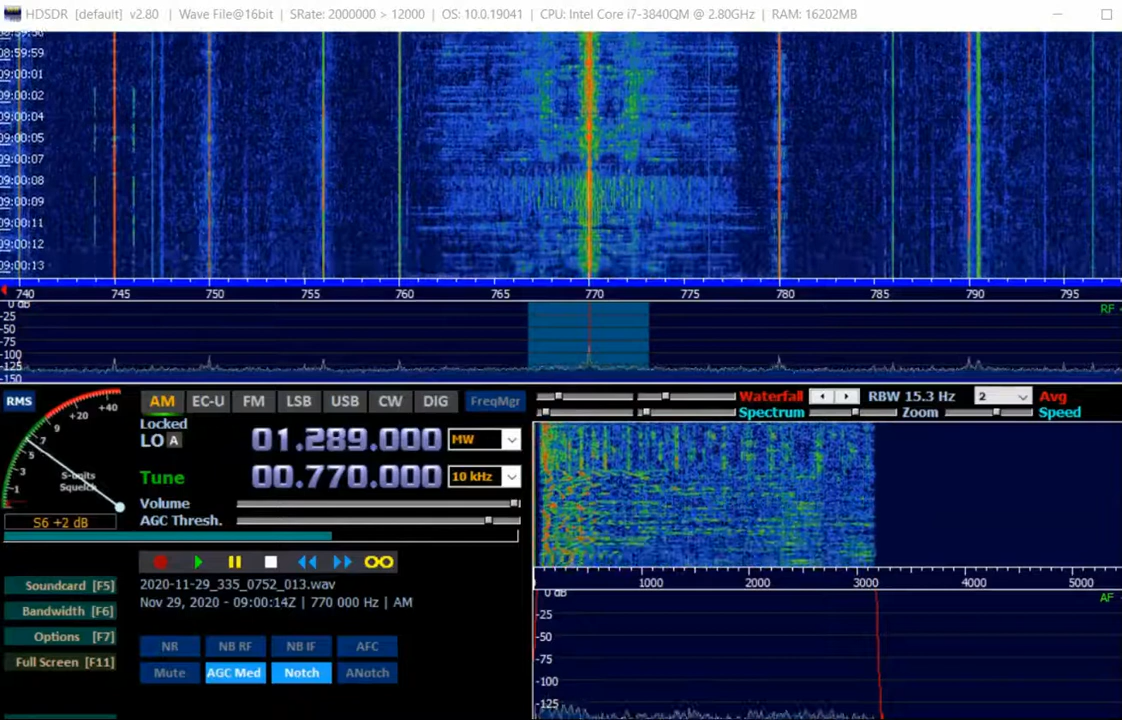 HDSDR [default] v2.80 | Wave File@16bit | SRate: 2000000 > 12000 | OS: 10.0.19041 | CPU: Intel Core i7-3840QM @ 2.80GHz | RAM: 16202MB
08:59:59
09:00:01
09:00:02
09:00:04
09:00:05
09:00:07
09:00:08
09:00:09
09:00:11
09:00:12
09:00:13
740 745 750 755 760 765 770 775 780 785 790 795
0 dB
-25
-50
-75
-100
-125
-150
RF
RMS
AM EC-U FM LSB USB CW DIG FreqMgr
+20 +40
9
7
5
3
1
S-units
Squelch
S6 +2 dB
Locked
LO A 01.289.000 MW
Tune 00.770.000 10 kHz
Volume
AGC Thresh.
2020-11-29_335_0752_013.wav
Nov 29, 2020 - 09:00:14Z | 770 000 Hz | AM
Soundcard [F5]
Bandwidth [F6]
Options [F7]
Full Screen [F11]
NR NB RF NB IF AFC
Mute AGC Med Notch ANotch
Waterfall RBW 15.3 Hz 2 Avg
Spectrum Zoom Speed
1000 2000 3000 4000 5000
0 dB
-25
-50
-75
-100
-125
AF